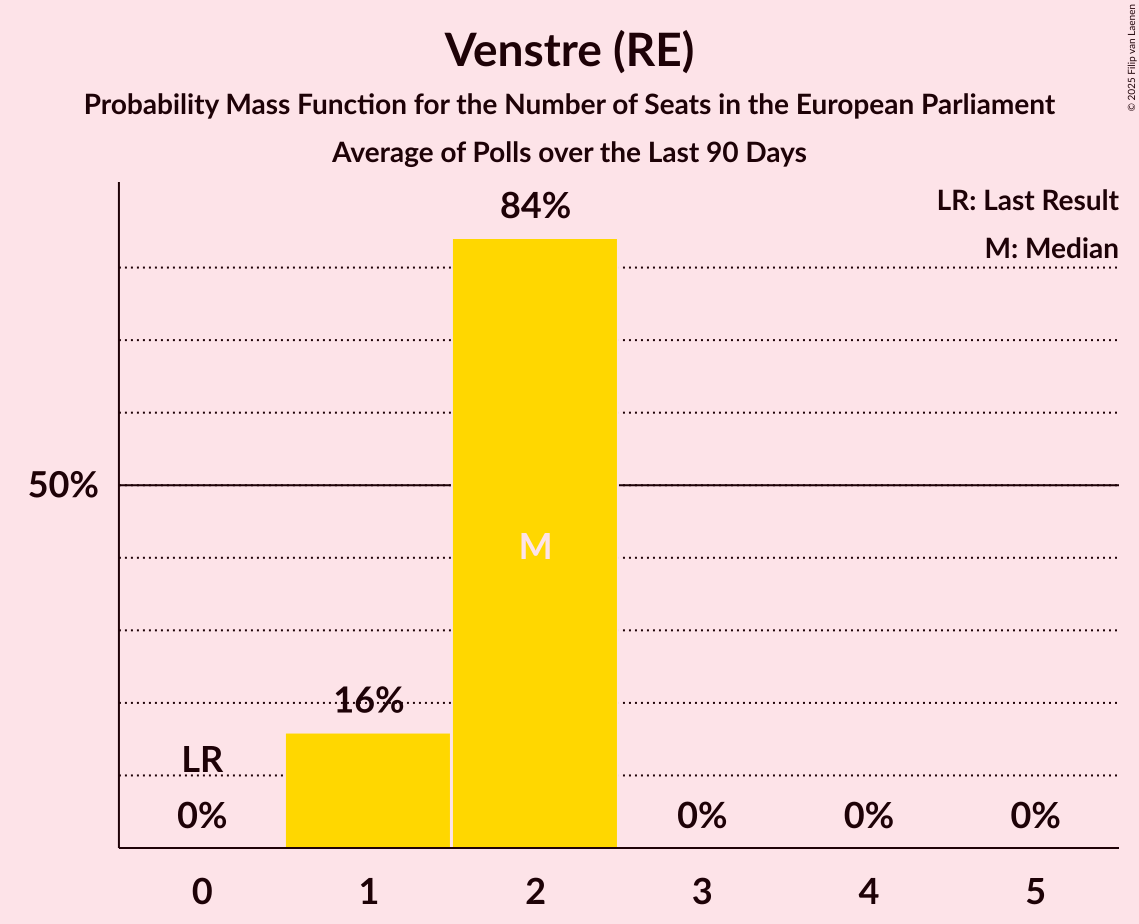 Venstre (RE)
Probability Mass Function for the Number of Seats in the European Parliament
Average of Polls over the Last 90 Days
© 2025 Filip van Laenen
LR: Last Result
M: Median
84%
50%
M
16%
LR
0%
0%
0%
0%
0
1
2
3
4
5